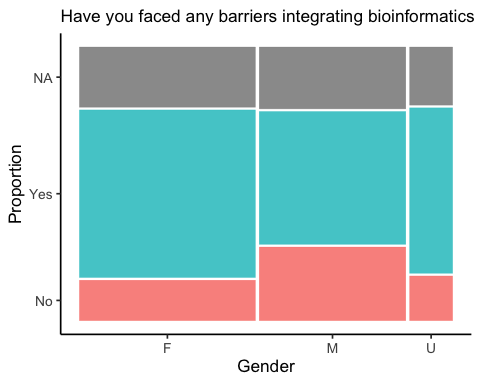 Have you faced any barriers integrating bioinformatics
NA
Yes
No
Proportion
F
M
U
Gender